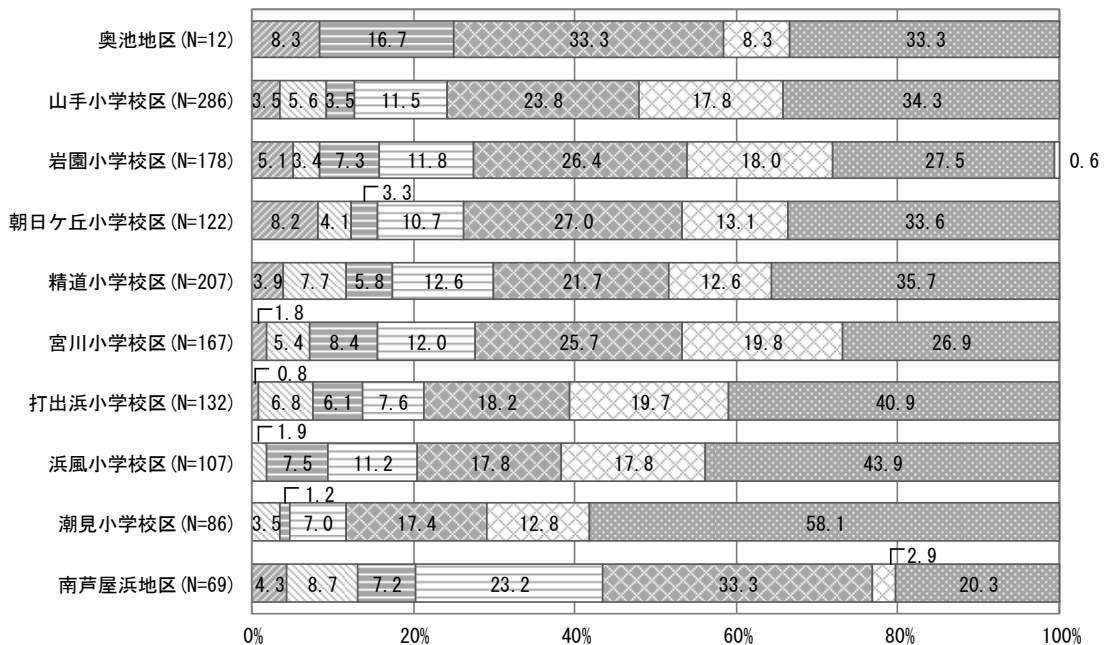 奥池地区(N=12) 8.3 16.7 33.3 8.3 33.3
山手小学校区(N=286) 3.5 5.6 3.5 11.5 23.8 17.8 34.3
岩園小学校区(N=178) 5.1 3.4 7.3 11.8 26.4 18.0 27.5 0.6
3.3
朝日ケ丘小学校区(N=122) 8.2 4.1 10.7 27.0 13.1 33.6
精道小学校区(N=207) 3.9 7.7 5.8 12.6 21.7 12.6 35.7
1.8
宮川小学校区(N=167) 5.4 8.4 12.0 25.7 19.8 26.9
0.8
打出浜小学校区(N=132) 6.8 6.1 7.6 18.2 19.7 40.9
1.9
浜風小学校区(N=107) 7.5 11.2 17.8 17.8 43.9
1.2
潮見小学校区(N=86) 3.5 7.0 17.4 12.8 58.1
2.9
南芦屋浜地区(N=69) 4.3 8.7 7.2 23.2 33.3 20.3
0% 20% 40% 60% 80% 100%